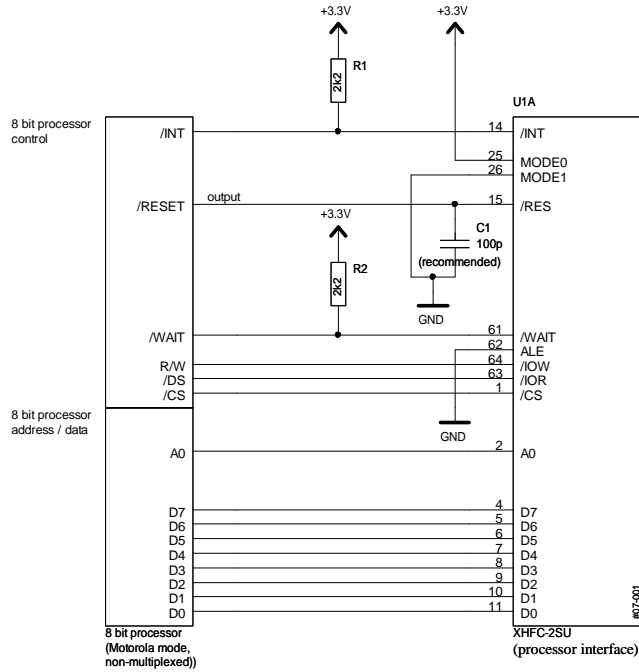 +3.3V +3.3V
R1
2k2
U1A
8 bit processor
control
/INT 14 /INT
25 MODE0
26 MODE1
/RESET output 15 /RES
+3.3V
C1
100p
(recommended)
R2
2k2
GND
/WAIT 61 /WAIT
62 ALE
R/W 64 /IOW
/DS 63 /IOR
/CS 1 /CS
8 bit processor
address / data
GND
A0 2 A0
D7 4 D7
D6 5 D6
D5 6 D5
D4 7 D4
D3 8 D3
D2 9 D2
D1 10 D1
D0 11 D0
#07-001
8 bit processor
(Motorola mode,
non-multiplexed))
XHFC-2SU
(processor interface)